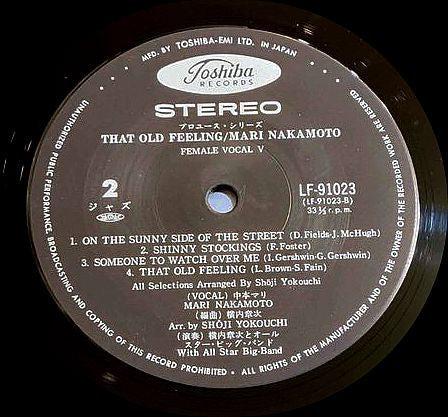 MFD. BY TOSHIBA-EMI LTD. IN JAPAN
Toshiba
RECORDS
STEREO
プロユース・シリーズ
THAT OLD FEELING/MARI NAKAMOTO
FEMALE VOCAL V
2
ジャズ
LF-91023
(LF-91023-B)
33⅓ r.p.m.
1. ON THE SUNNY SIDE OF THE STREET (D.Fields-J.McHugh)
2. SHINNY STOCKINGS (F.Foster)
3. SOMEONE TO WATCH OVER ME (I.Gershwin-G.Gershwin)
4. THAT OLD FEELING (L.Brown-S.Fain)
All Selections Arranged By Shōji Yokouchi
(VOCAL) 中本マリ
MARI NAKAMOTO
(編曲) 横内章次
Arr. by SHŌJI YOKOUCHI
(演奏) 横内章次とオール
スター・ビッグ・バンド
With All Star Big-Band
UNAUTHORIZED PUBLIC PERFORMANCE, BROADCASTING AND COPYING OF THIS RECORD PROHIBITED • ALL RIGHTS OF THE MANUFACTURER AND OF THE OWNER OF THE RECORDED WORK ARE RESERVED